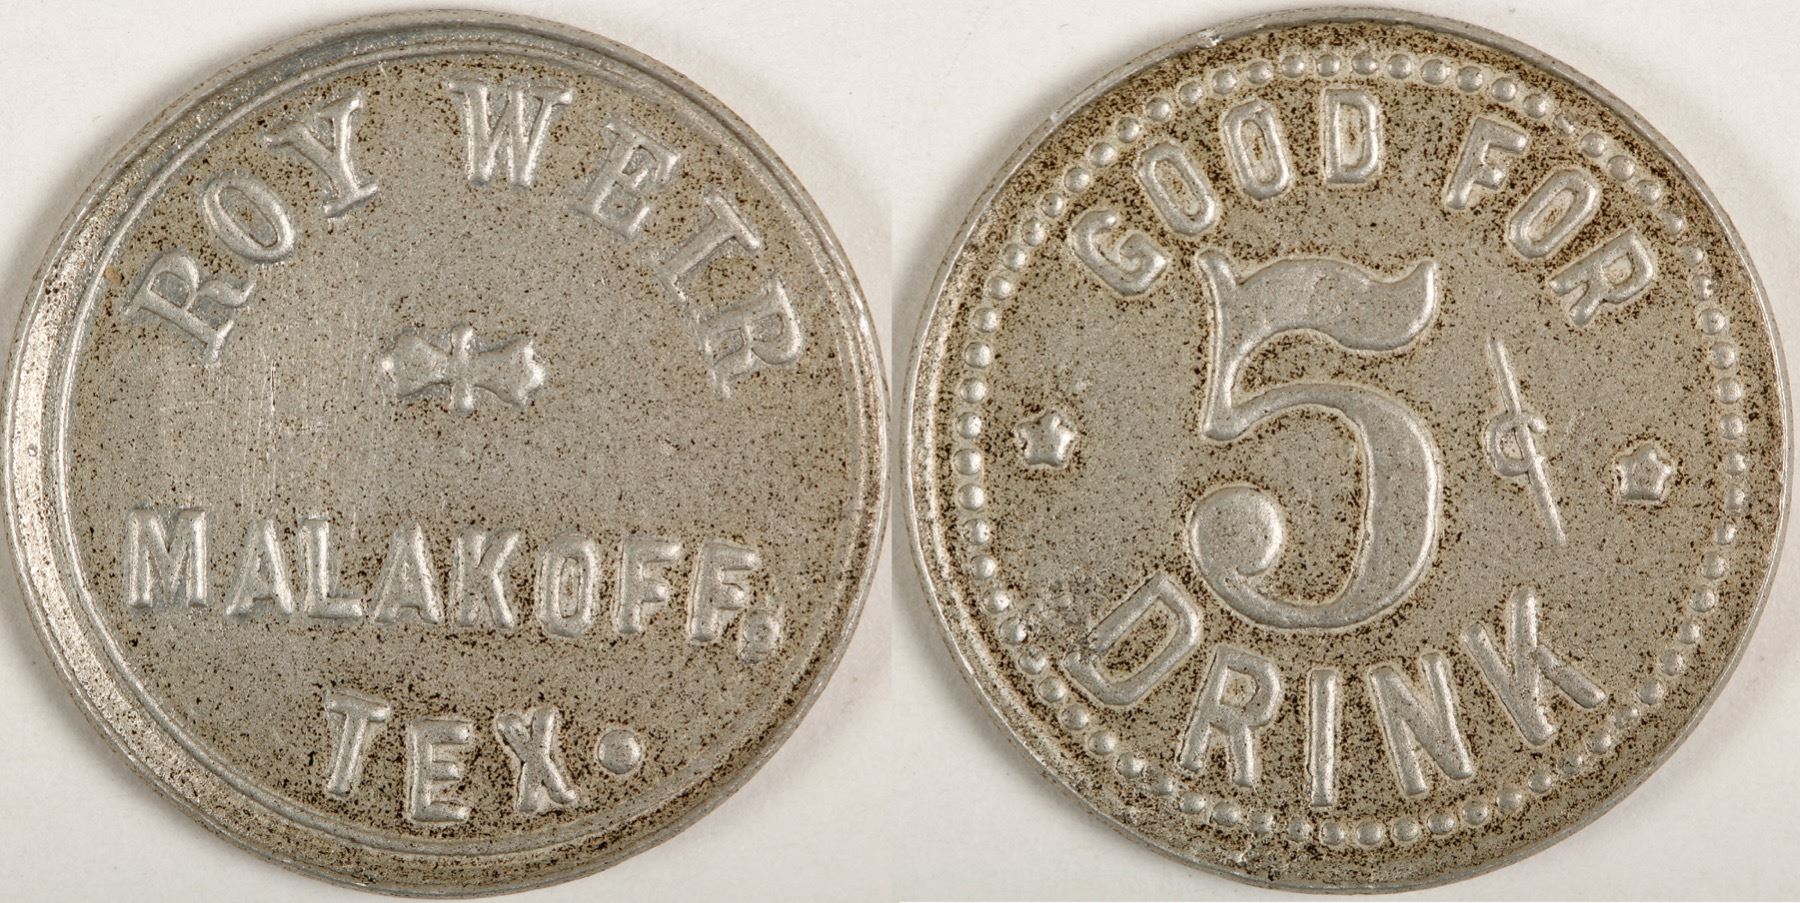 ROY WEIR
MALAKOFF,
TEX.
GOOD FOR
5¢
DRINK